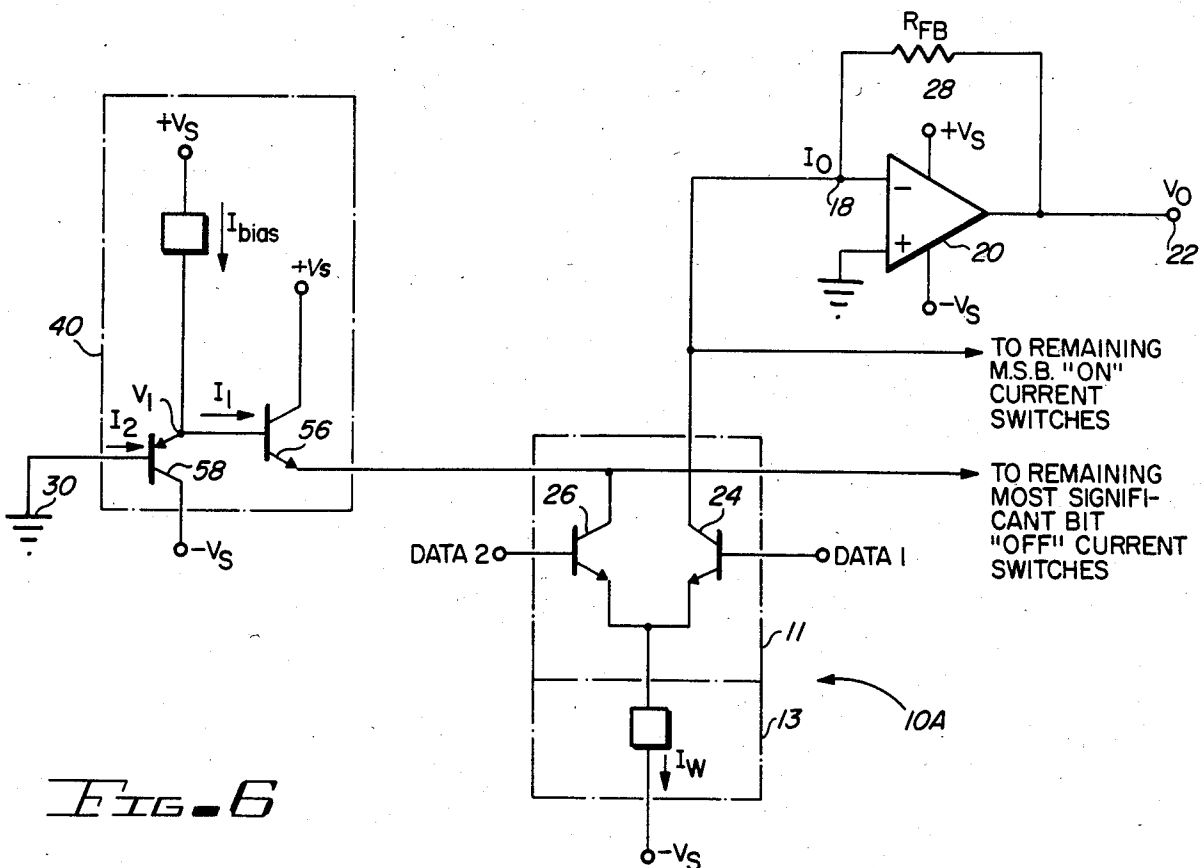 RFB
28
+VS
+VS
IO
18
-
+
20
VO
22
-VS
Ibias
+Vs
40
V1
I1
I2
56
58
30
-VS
TO REMAINING
M.S.B. "ON"
CURRENT
SWITCHES
TO REMAINING
MOST SIGNIFI-
CANT BIT
"OFF" CURRENT
SWITCHES
26
24
DATA 2
DATA 1
11
10A
13
IW
-VS
FIG-6